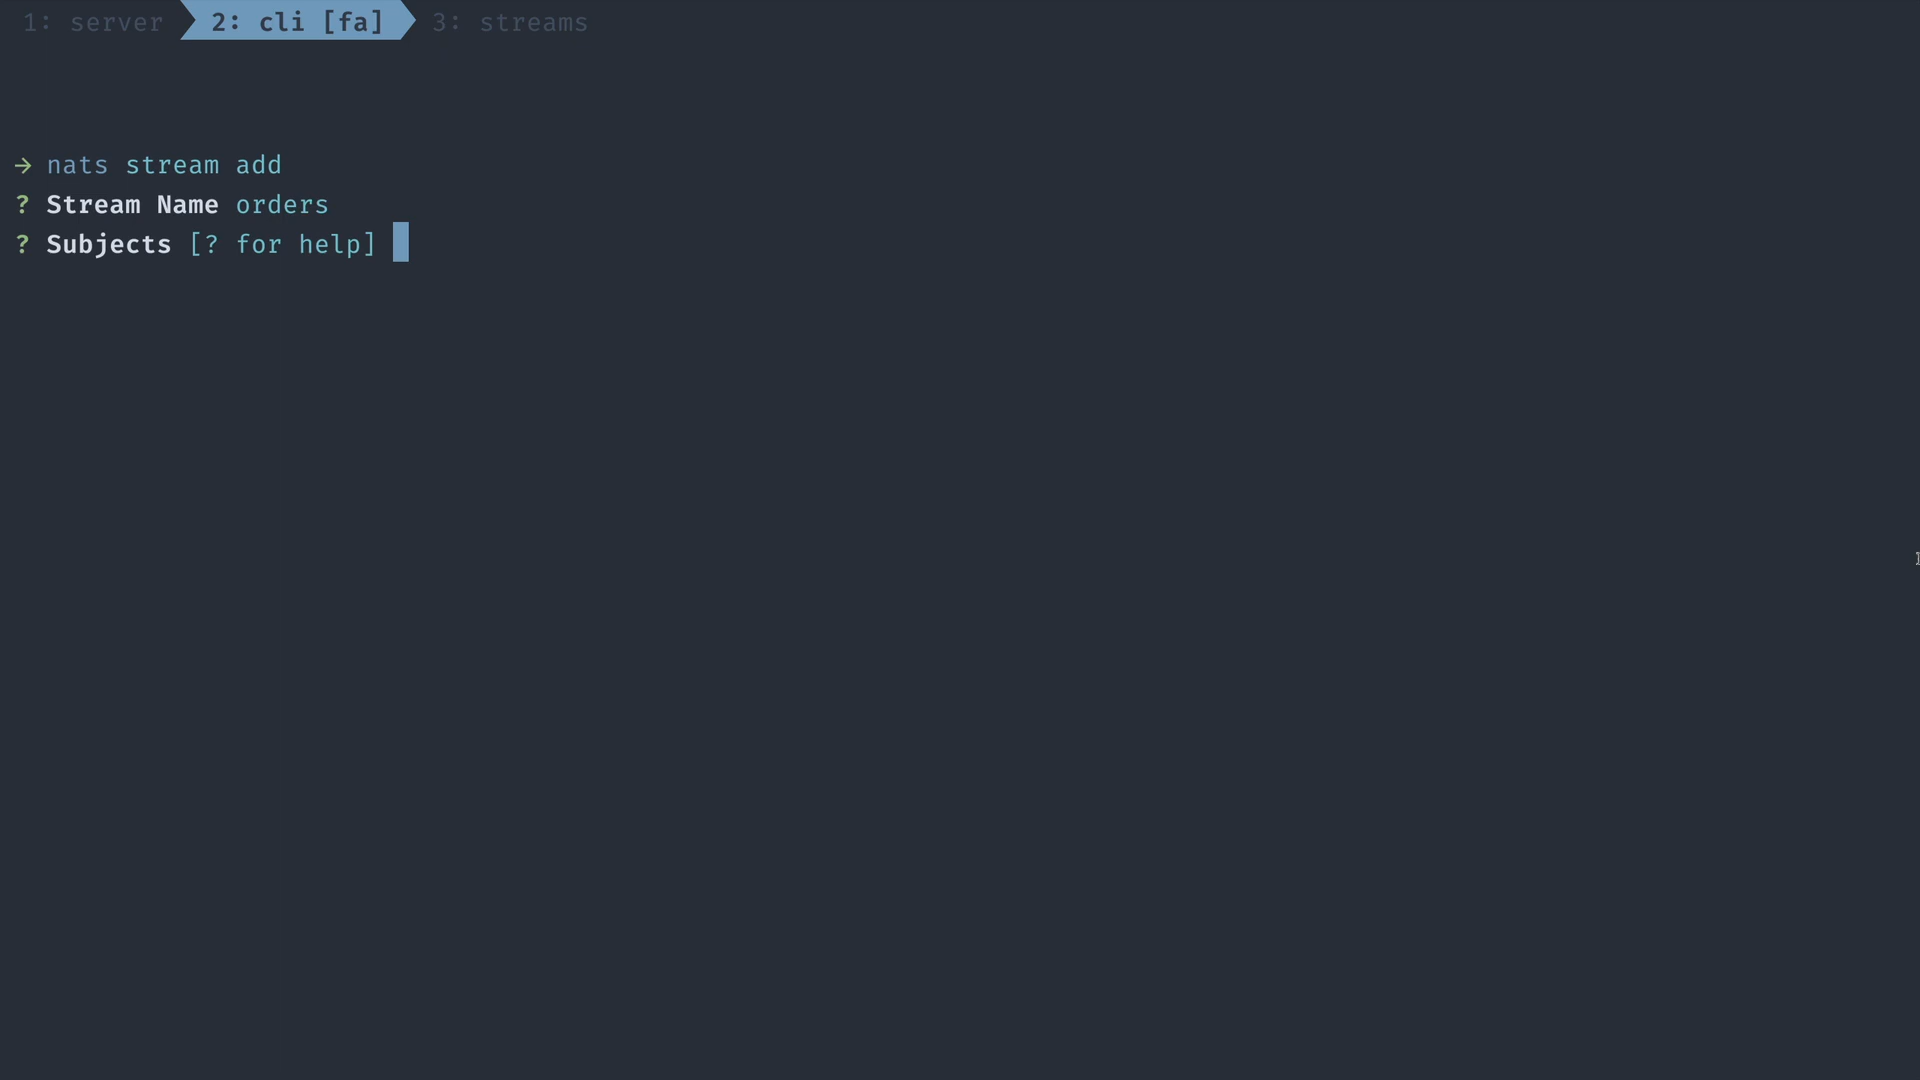 1: server 2: cli [fa] 3: streams
→ nats stream add
? Stream Name orders
? Subjects [? for help]